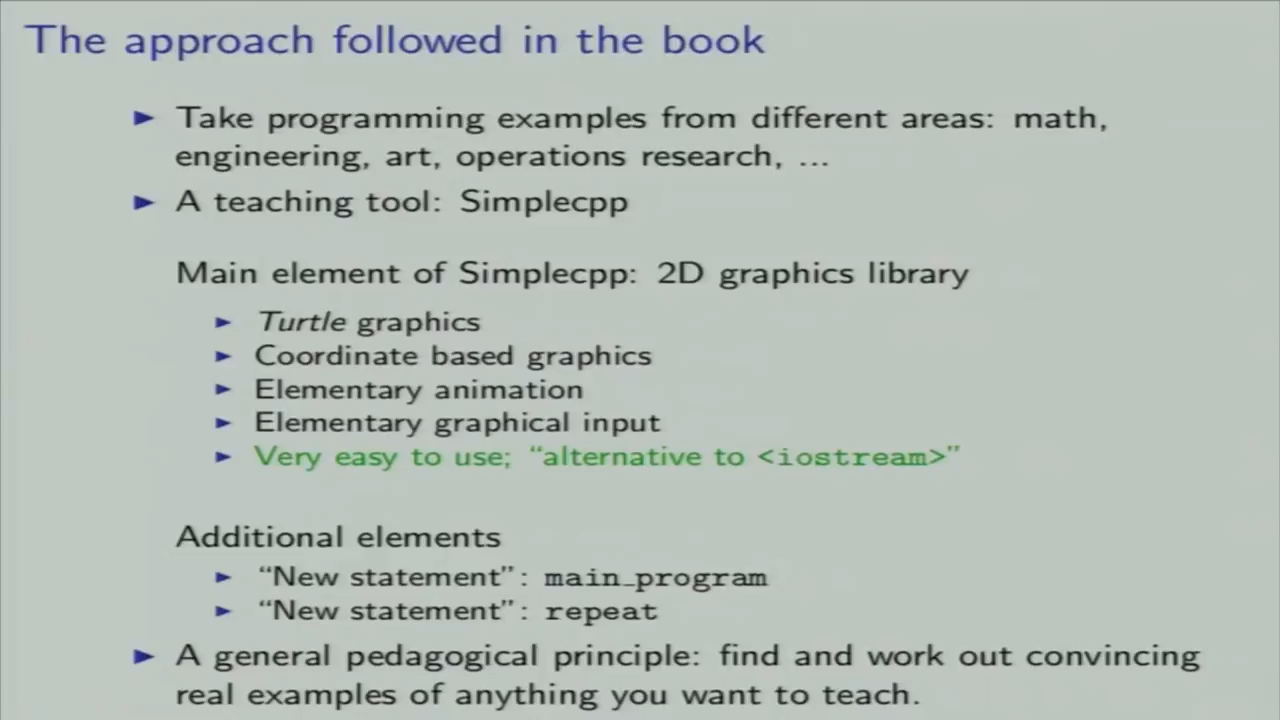 The approach followed in the book
► Take programming examples from different areas: math,
engineering, art, operations research, ...
► A teaching tool: Simplecpp
Main element of Simplecpp: 2D graphics library
► Turtle graphics
► Coordinate based graphics
► Elementary animation
► Elementary graphical input
► Very easy to use; “alternative to <iostream>”
Additional elements
► “New statement”: main_program
► “New statement”: repeat
► A general pedagogical principle: find and work out convincing
real examples of anything you want to teach.